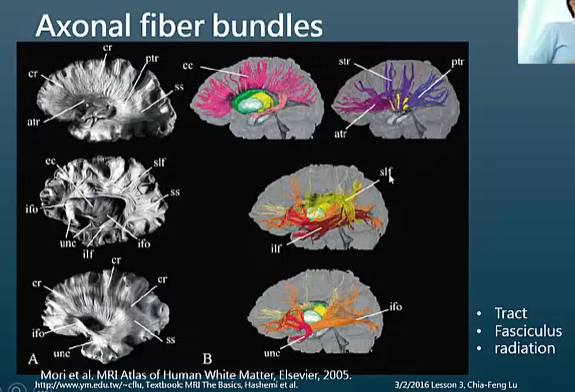 Axonal fiber bundles
cr
cr
ptr
ss
atr
cc
str
ptr
atr
ec
slf
ss
ifo
unc
ilf
ifo
slf
ilf
cr
cr
cr
ifo
ss
unc
A
ifo
unc
B
• Tract
• Fasciculus
• radiation
Mori et al. MRI Atlas of Human White Matter, Elsevier, 2005.
http://www.ym.edu.tw/~cflu, Textbook: MRI The Basics, Hashemi et al.
3/2/2016 Lesson 3, Chia-Feng Lu